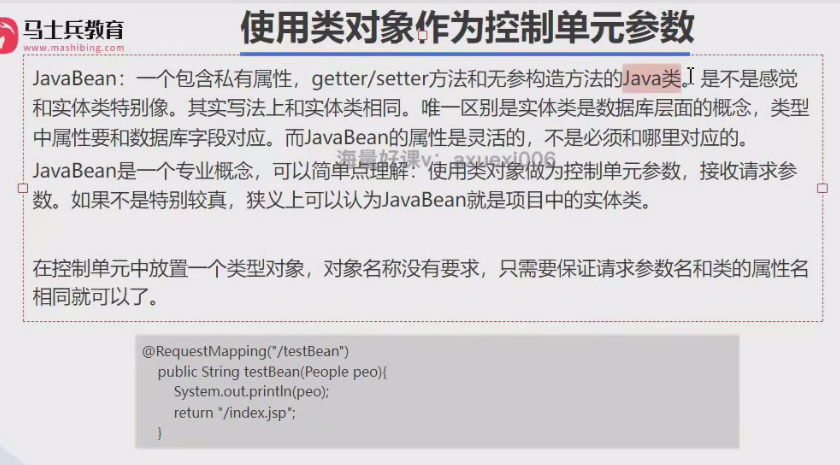 马士兵教育
www.mashibing.com
使用类对象作为控制单元参数
JavaBean：一个包含私有属性，getter/setter方法和无参构造方法的Java类。是不是感觉
和实体类特别像。其实写法上和实体类相同。唯一区别是实体类是数据库层面的概念，类型
中属性要和数据库字段对应。而JavaBean的属性是灵活的，不是必须和哪里对应的。
海量好课v：axuexi006
JavaBean是一个专业概念，可以简单点理解：使用类对象做为控制单元参数，接收请求参
数。如果不是特别较真，狭义上可以认为JavaBean就是项目中的实体类。
在控制单元中放置一个类型对象，对象名称没有要求，只需要保证请求参数名和类的属性名
相同就可以了。
@RequestMapping("/testBean")
public String testBean(People peo){
System.out.println(peo);
return "/index.jsp";
}